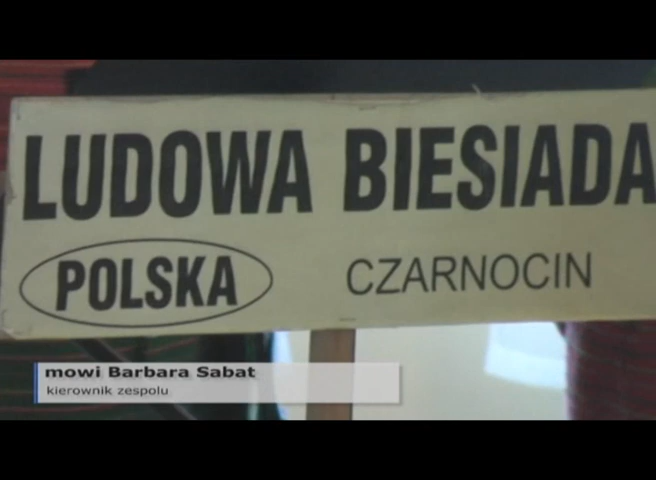 LUDOWA BIESIADA
POLSKA CZARNOCIN
mowi Barbara Sabat
kierownik zespolu